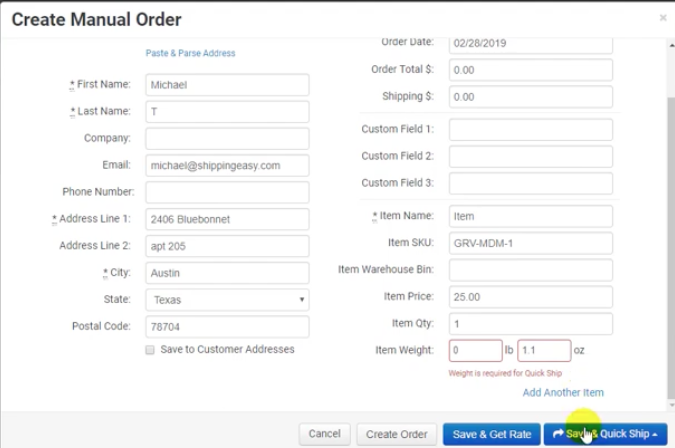 Create Manual Order
×
Paste & Parse Address
* First Name: Michael
* Last Name: T
Company:
Email: michael@shippingeasy.com
Phone Number:
* Address Line 1: 2406 Bluebonnet
Address Line 2: apt 205
* City: Austin
State: Texas
Postal Code: 78704
Save to Customer Addresses
Order Date: 02/28/2019
Order Total $: 0.00
Shipping $: 0.00
Custom Field 1:
Custom Field 2:
Custom Field 3:
* Item Name: Item
Item SKU: GRV-MDM-1
Item Warehouse Bin:
Item Price: 25.00
Item Qty: 1
Item Weight: 0 lb 1.1 oz
Weight is required for Quick Ship
Add Another Item
Cancel
Create Order
Save & Get Rate
Save & Quick Ship